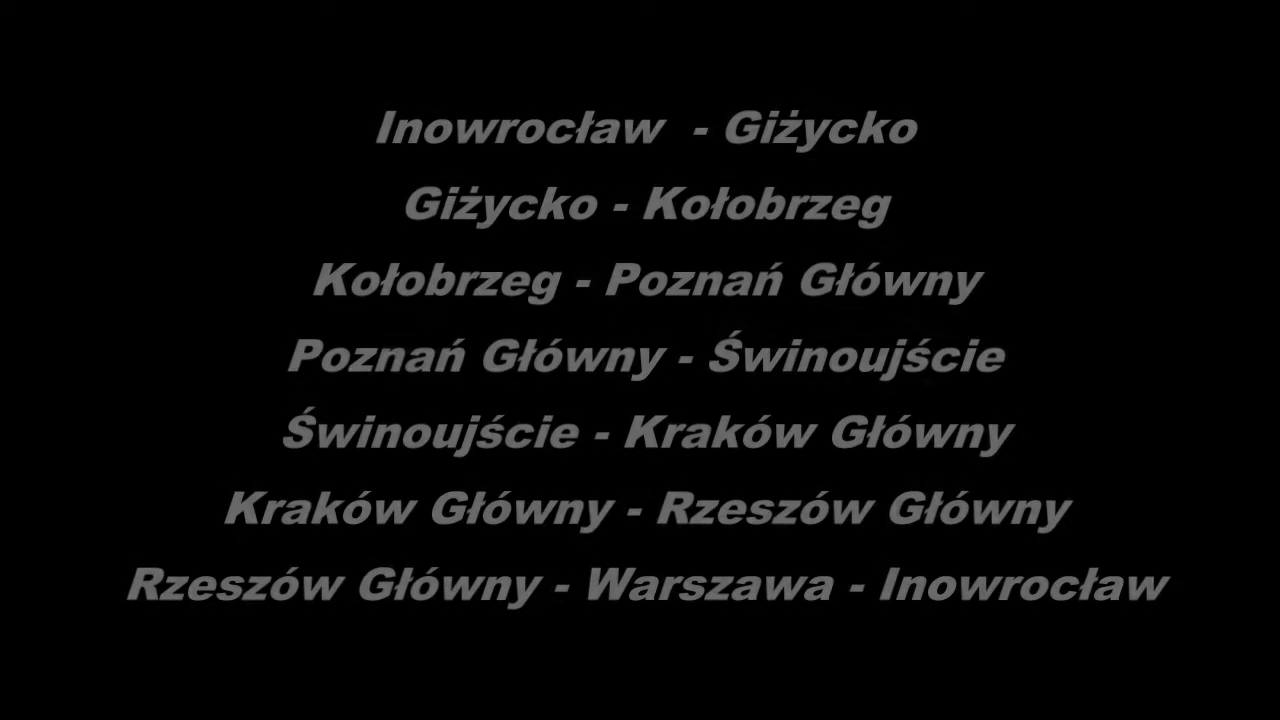 Inowrocław - Giżycko
Giżycko - Kołobrzeg
Kołobrzeg - Poznań Główny
Poznań Główny - Świnoujście
Świnoujście - Kraków Główny
Kraków Główny - Rzeszów Główny
Rzeszów Główny - Warszawa - Inowrocław